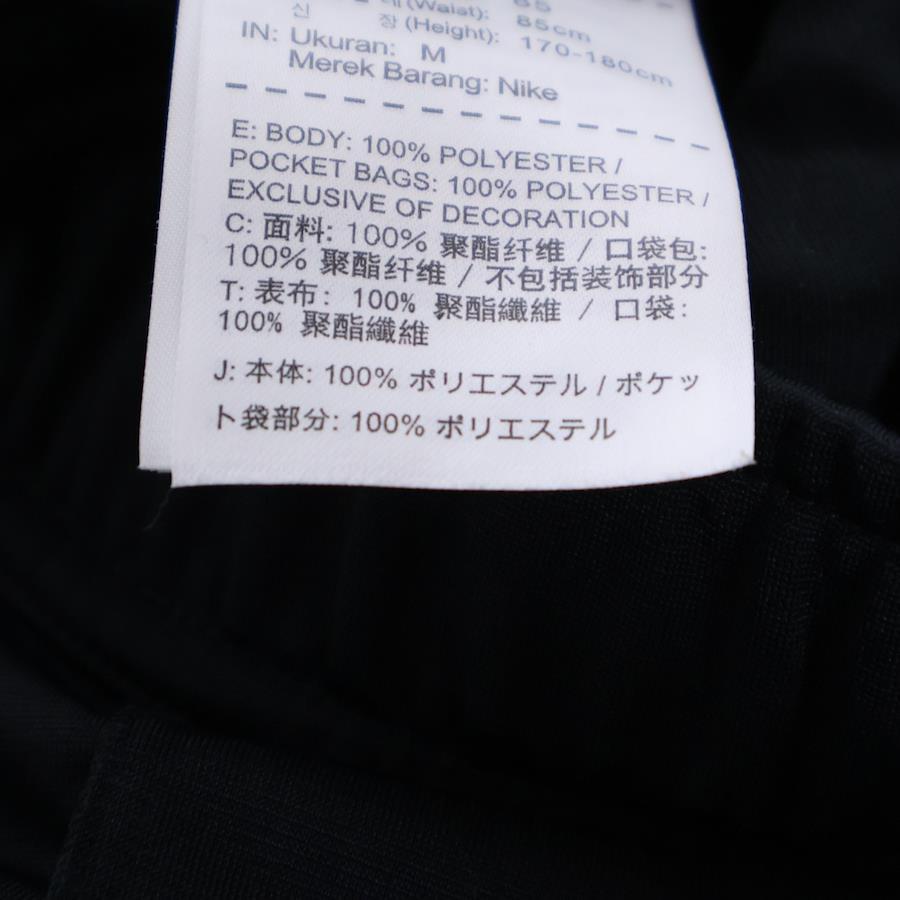 85
(Waist): 85cm
신 장 (Height): 170-180cm
IN: Ukuran: M
Merek Barang: Nike
E: BODY: 100% POLYESTER /
POCKET BAGS: 100% POLYESTER /
EXCLUSIVE OF DECORATION
C: 面料: 100% 聚酯纤维 / 口袋包:
100% 聚酯纤维 / 不包括装饰部分
T: 表布: 100% 聚酯纖維 / 口袋:
100% 聚酯纖維
J: 本体: 100% ポリエステル / ポケッ
ト袋部分: 100% ポリエステル